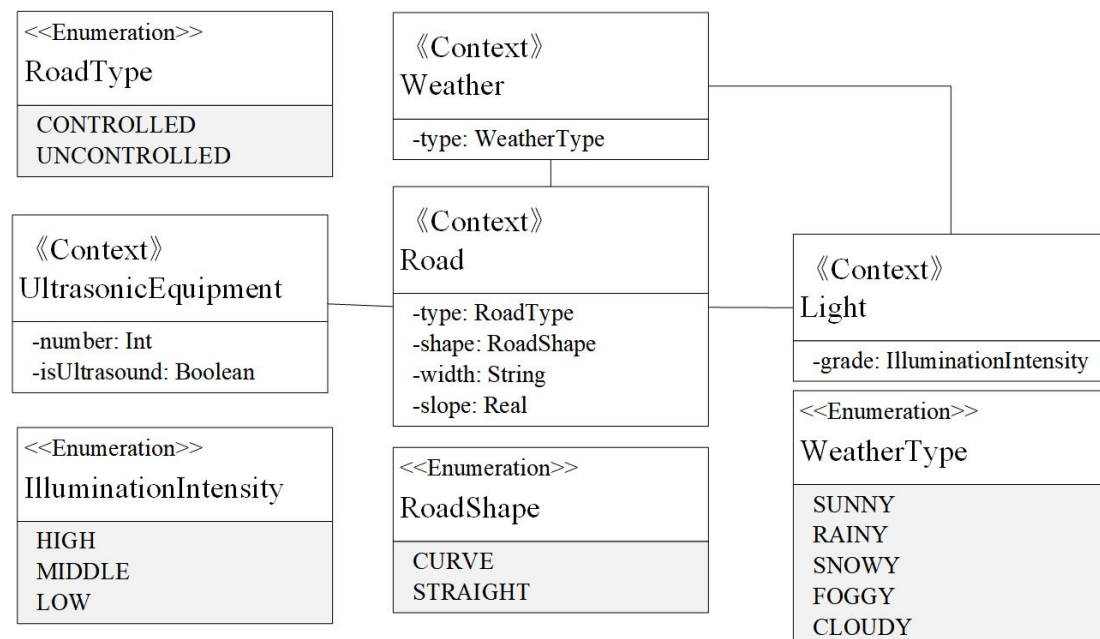 <<Enumeration>>
RoadType
CONTROLLED
UNCONTROLLED
《Context》
Weather
-type: WeatherType
《Context》
UltrasonicEquipment
-number: Int
-isUltrasound: Boolean
《Context》
Road
-type: RoadType
-shape: RoadShape
-width: String
-slope: Real
《Context》
Light
-grade: IlluminationIntensity
<<Enumeration>>
IlluminationIntensity
HIGH
MIDDLE
LOW
<<Enumeration>>
RoadShape
CURVE
STRAIGHT
<<Enumeration>>
WeatherType
SUNNY
RAINY
SNOWY
FOGGY
CLOUDY